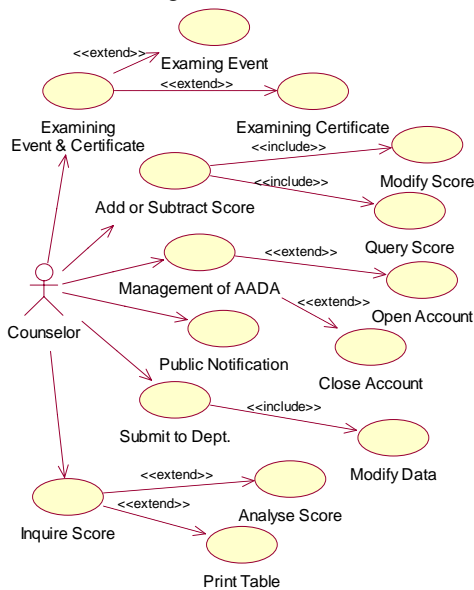 <<extend>>
Examing Event
<<extend>>
Examining
Event & Certificate
Examining Certificate
<<include>>
Modify Score
<<include>>
Add or Subtract Score
Query Score
<<extend>>
Management of AADA
Open Account
<<extend>>
Counselor
Public Notification
Close Account
Submit to Dept.
<<include>>
Modify Data
<<extend>>
Analyse Score
<<extend>>
Inquire Score
Print Table